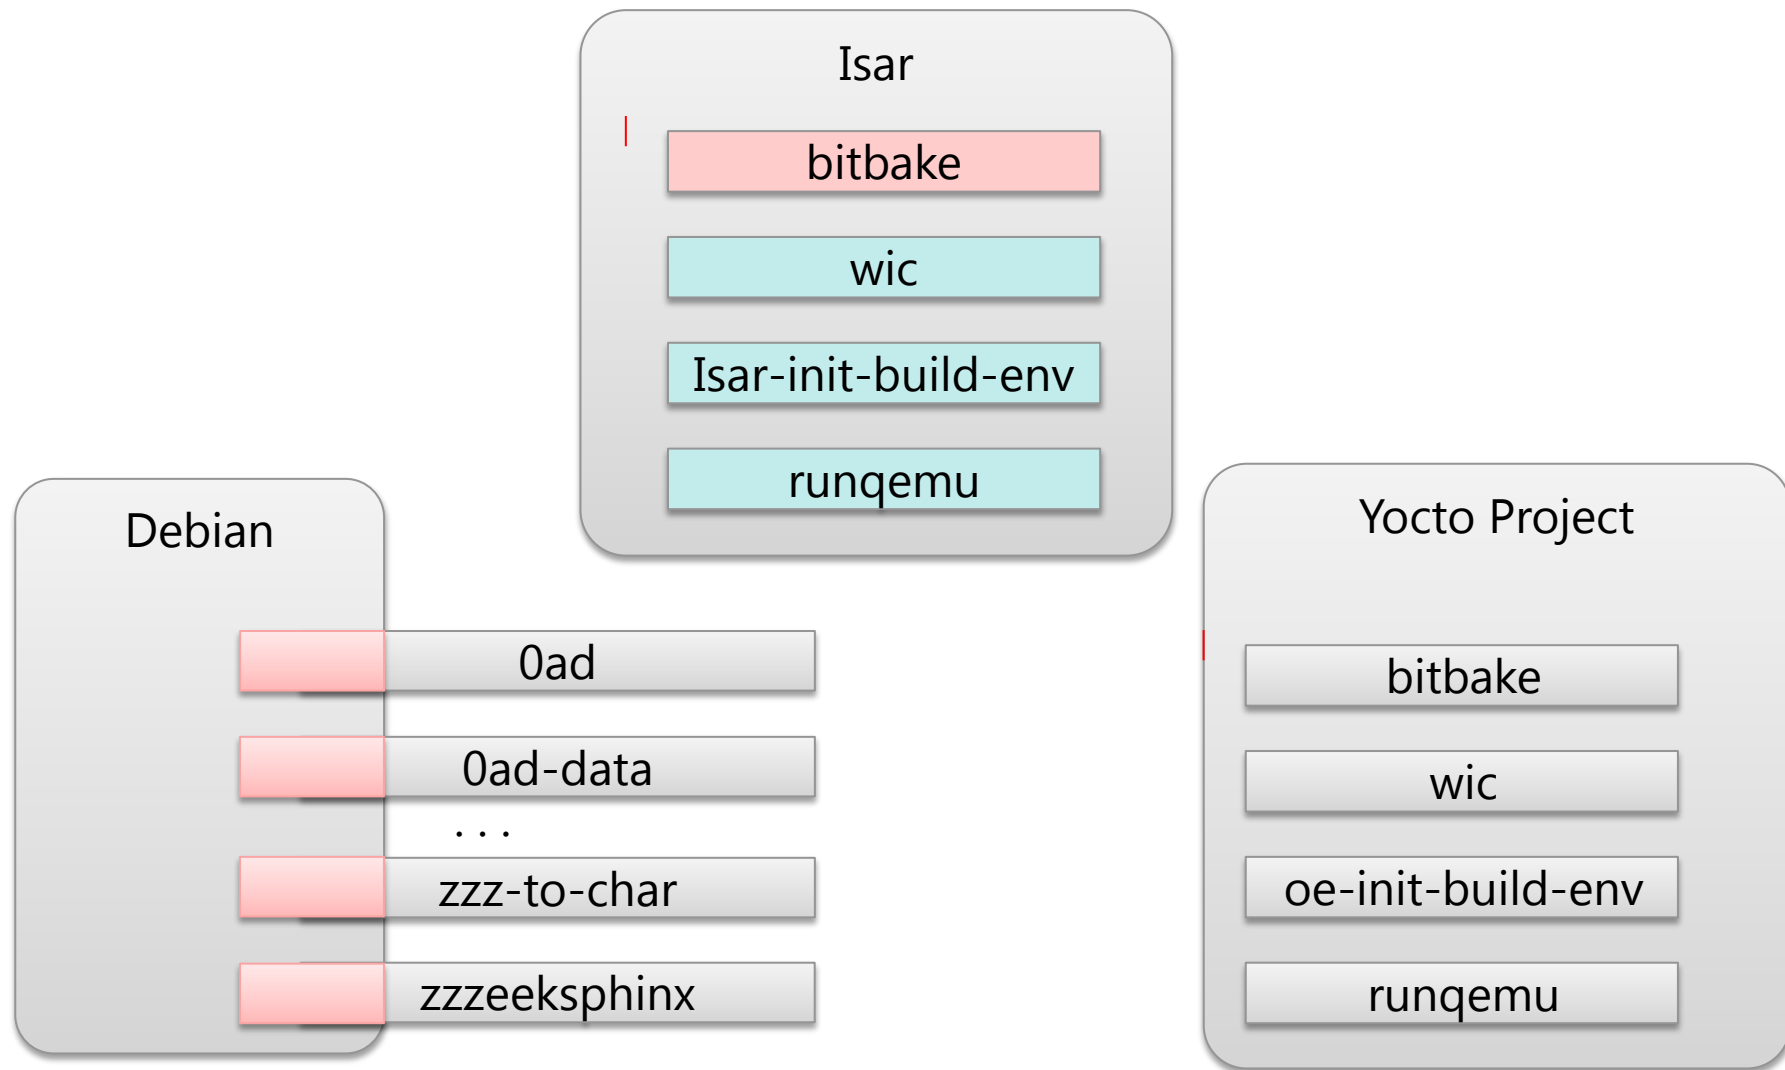 Isar
bitbake
wic
Isar-init-build-env
runqemu
Debian
0ad
0ad-data
. . .
zzz-to-char
zzzeeksphinx
Yocto Project
bitbake
wic
oe-init-build-env
runqemu